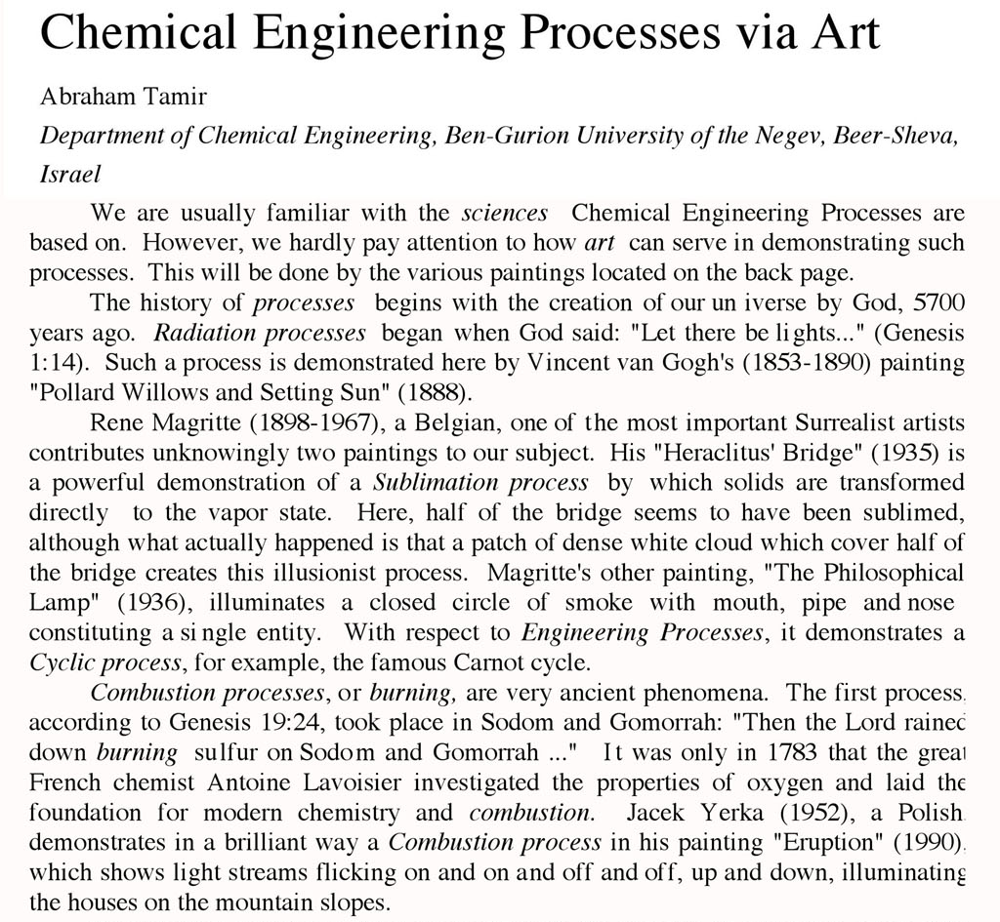 Chemical Engineering Processes via Art
Abraham Tamir
Department of Chemical Engineering, Ben-Gurion University of the Negev, Beer-Sheva,
Israel
We are usually familiar with the sciences Chemical Engineering Processes are
based on. However, we hardly pay attention to how art can serve in demonstrating such
processes. This will be done by the various paintings located on the back page.
The history of processes begins with the creation of our un iverse by God, 5700
years ago. Radiation processes began when God said: "Let there be li ghts..." (Genesis
1:14). Such a process is demonstrated here by Vincent van Gogh's (1853-1890) painting
"Pollard Willows and Setting Sun" (1888).
Rene Magritte (1898-1967), a Belgian, one of the most important Surrealist artists
contributes unknowingly two paintings to our subject. His "Heraclitus' Bridge" (1935) is
a powerful demonstration of a Sublimation process by which solids are transformed
directly to the vapor state. Here, half of the bridge seems to have been sublimed,
although what actually happened is that a patch of dense white cloud which cover half of
the bridge creates this illusionist process. Magritte's other painting, "The Philosophical
Lamp" (1936), illuminates a closed circle of smoke with mouth, pipe and nose
constituting a si ngle entity. With respect to Engineering Processes, it demonstrates a
Cyclic process, for example, the famous Carnot cycle.
Combustion processes, or burning, are very ancient phenomena. The first process,
according to Genesis 19:24, took place in Sodom and Gomorrah: "Then the Lord rained
down burning sulfur on Sodom and Gomorrah ..." It was only in 1783 that the great
French chemist Antoine Lavoisier investigated the properties of oxygen and laid the
foundation for modern chemistry and combustion. Jacek Yerka (1952), a Polish
demonstrates in a brilliant way a Combustion process in his painting "Eruption" (1990),
which shows light streams flicking on and on and off and off, up and down, illuminating
the houses on the mountain slopes.